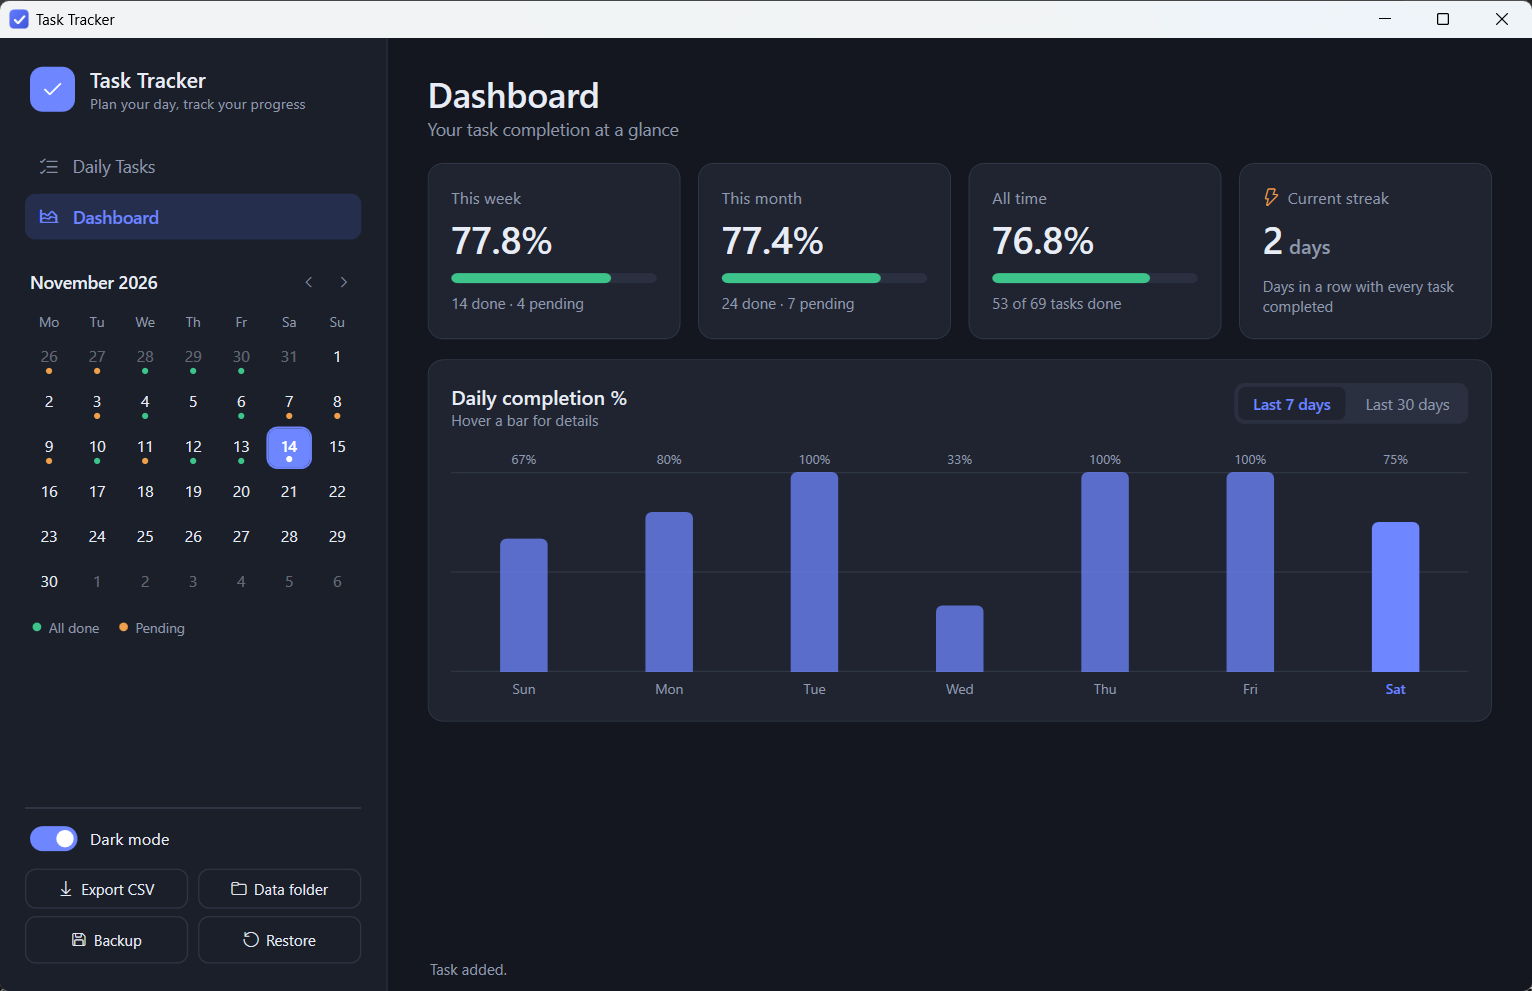 Task Tracker
Task Tracker
Plan your day, track your progress
Daily Tasks
Dashboard
November 2026
Mo Tu We Th Fr Sa Su
26 27 28 29 30 31 1
2 3 4 5 6 7 8
9 10 11 12 13 14 15
16 17 18 19 20 21 22
23 24 25 26 27 28 29
30 1 2 3 4 5 6
All done Pending
Dark mode
Export CSV Data folder
Backup Restore
Dashboard
Your task completion at a glance
This week
77.8%
14 done · 4 pending
This month
77.4%
24 done · 7 pending
All time
76.8%
53 of 69 tasks done
Current streak
2 days
Days in a row with every task
completed
Daily completion %
Hover a bar for details
Last 7 days Last 30 days
67% 80% 100% 33% 100% 100% 75%
Sun Mon Tue Wed Thu Fri Sat
Task added.